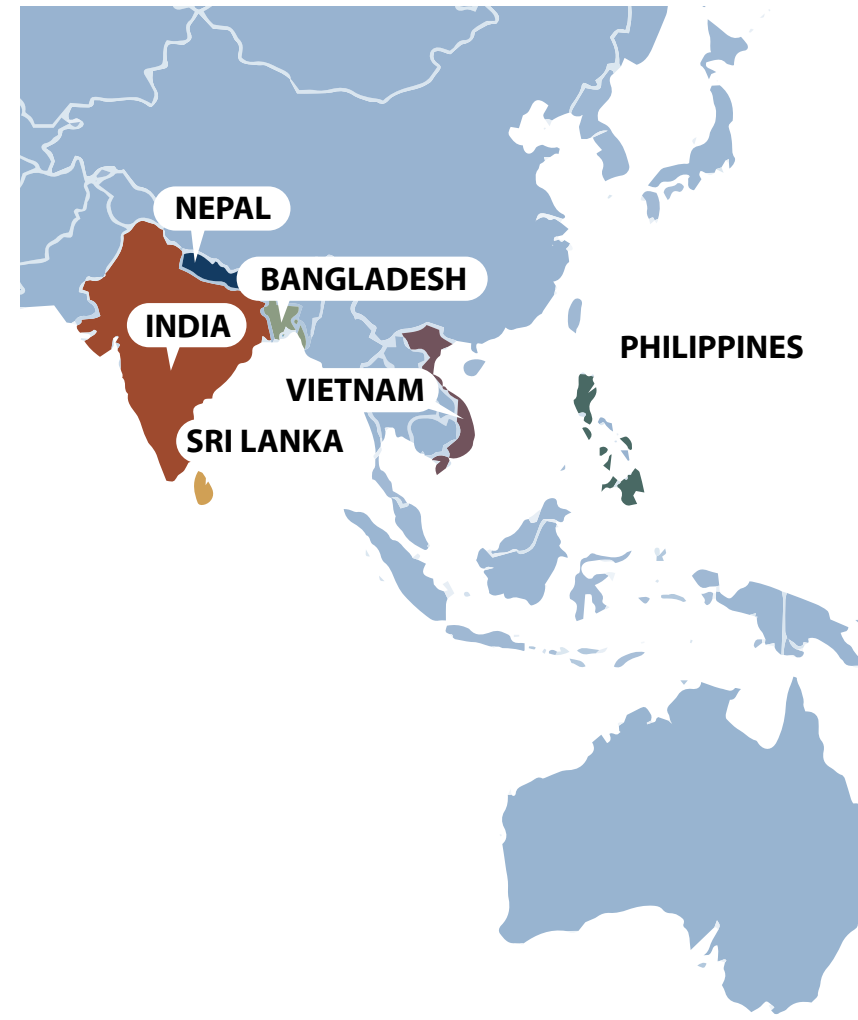 NEPAL
BANGLADESH
INDIA
PHILIPPINES
VIETNAM
SRI LANKA